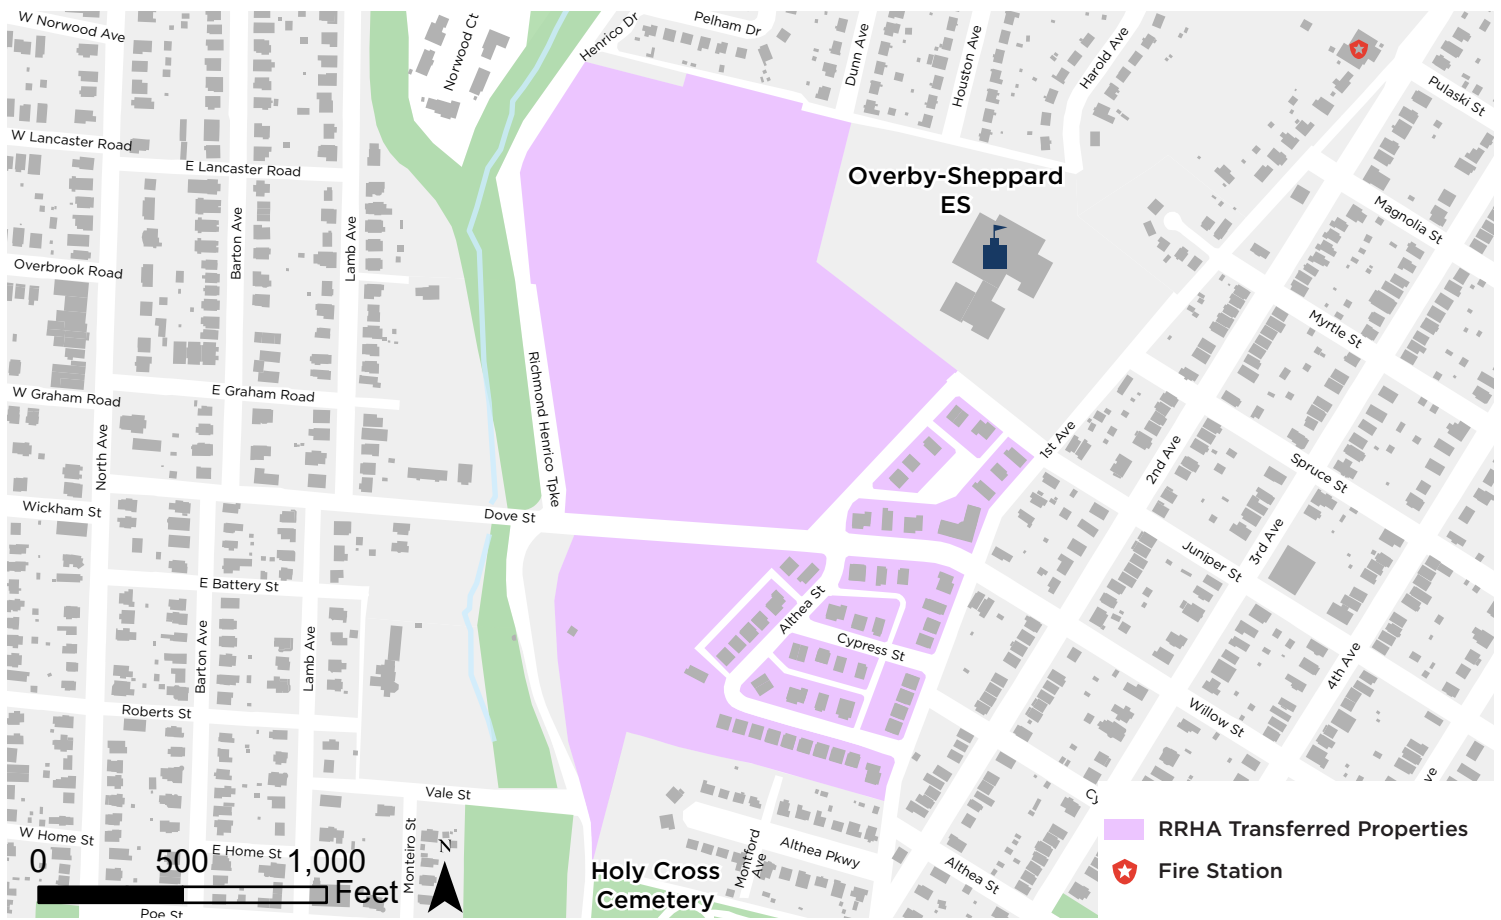 W Norwood Ave
Norwood Ct
Henrico Dr
Pelham Dr
Dunn Ave
Houston Ave
Harold Ave
Pulaski St
W Lancaster Road
E Lancaster Road
Overby-Sheppard
ES
Magnolia St
Barton Ave
Lamb Ave
Overbrook Road
Myrtle St
Richmond Henrico Tpke
W Graham Road
E Graham Road
North Ave
1st Ave
2nd Ave
Spruce St
Wickham St
Dove St
3rd Ave
Juniper St
E Battery St
Althea St
Cypress St
Barton Ave
Lamb Ave
4th Ave
Roberts St
Willow St
Vale St
Cy
ve
W Home St
E Home St
Monteiro St
Montford
Ave
Althea Pkwy
Althea St
Holy Cross
Cemetery
Poe St
0 500 1,000
Feet
N
RRHA Transferred Properties
Fire Station